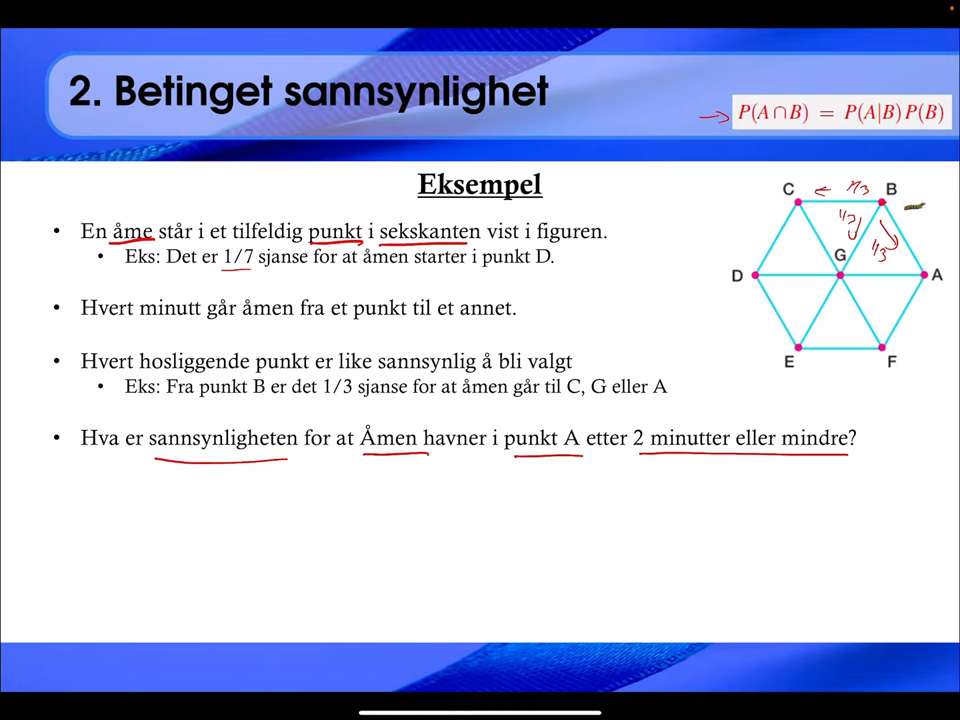 2. Betinget sannsynlighet
P(A ∩ B) = P(A|B)P(B)
Eksempel
• En åme står i et tilfeldig punkt i sekskanten vist i figuren.
• Eks: Det er 1/7 sjanse for at åmen starter i punkt D.
• Hvert minutt går åmen fra et punkt til et annet.
• Hvert hosliggende punkt er like sannsynlig å bli valgt
• Eks: Fra punkt B er det 1/3 sjanse for at åmen går til C, G eller A
• Hva er sannsynligheten for at Åmen havner i punkt A etter 2 minutter eller mindre?
C 1/3 B
1/3
G 1/3
D A
E F